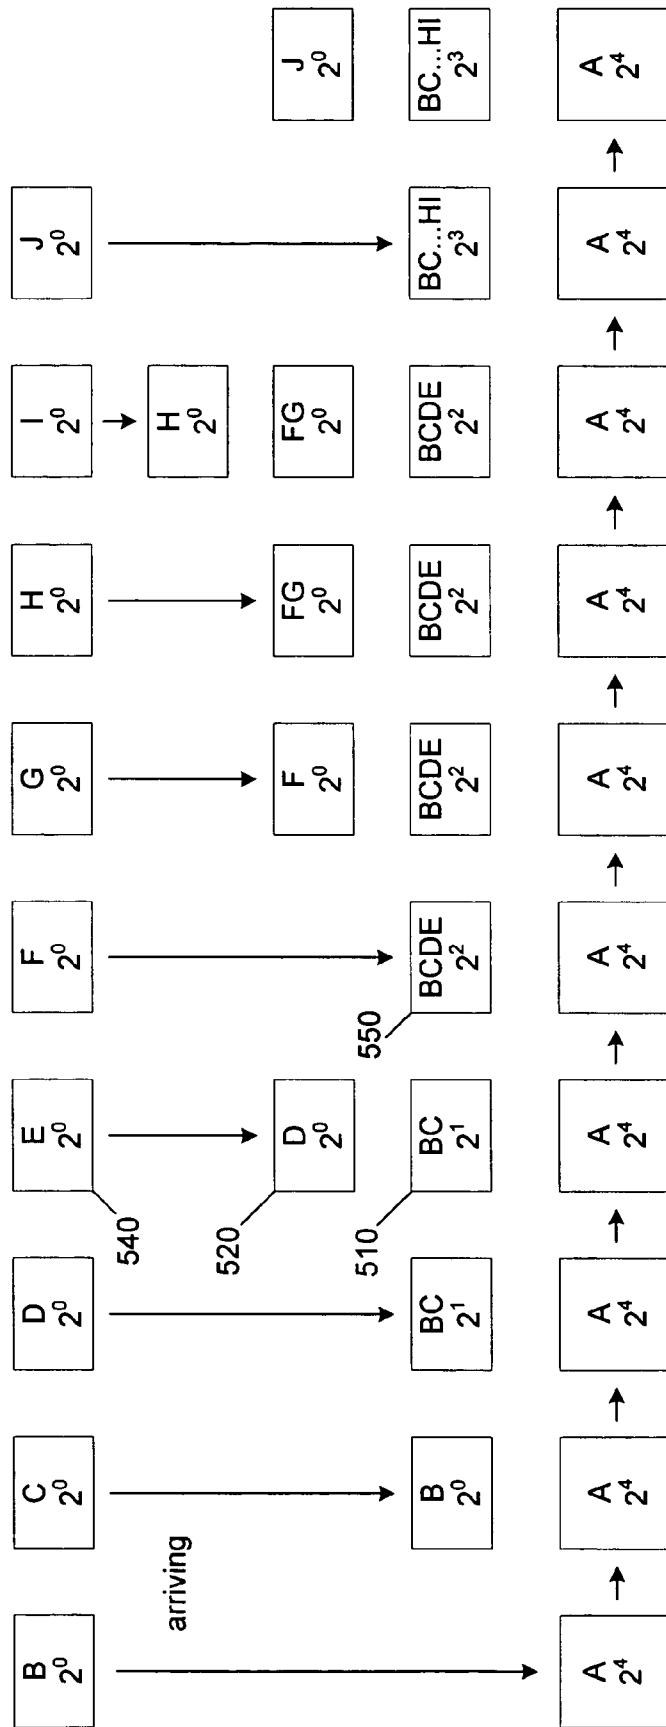 B C D E F G H I J
2⁰ 2⁰ 2⁰ 2⁰ 2⁰ 2⁰ 2⁰ 2⁰ 2⁰
540
arriving
H
2⁰
520
D F FG FG J
2⁰ 2⁰ 2⁰ 2⁰ 2⁰
510 550
B BC BC BCDE BCDE BCDE BCDE BC...HI BC...HI
2⁰ 2¹ 2¹ 2² 2² 2² 2² 2³ 2³
A A A A A A A A A A
2⁴ 2⁴ 2⁴ 2⁴ 2⁴ 2⁴ 2⁴ 2⁴ 2⁴ 2⁴